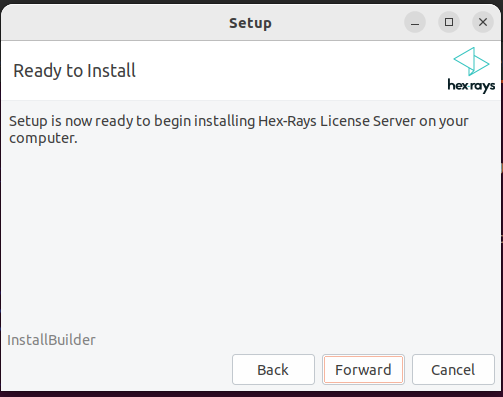 Setup
Ready to Install
hex·rays
Setup is now ready to begin installing Hex-Rays License Server on your
computer.
InstallBuilder
Back
Forward
Cancel